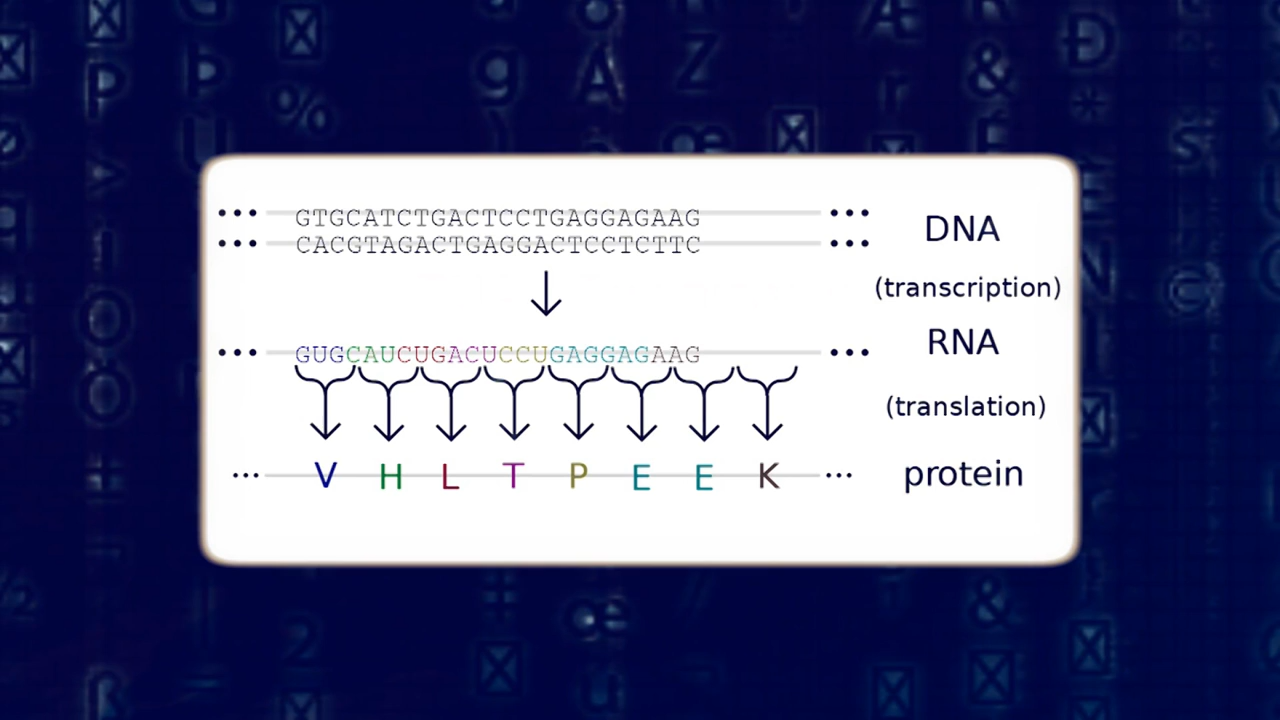 ... GTGCATCTGACTCCTGAGGAGAAG ... DNA
... CACGTAGACTGAGGACTCCTCTTC ...
(transcription)
... GUGCAUCUGACUCCUGAGGAGAAG ... RNA
(translation)
... V H L T P E E K ... protein